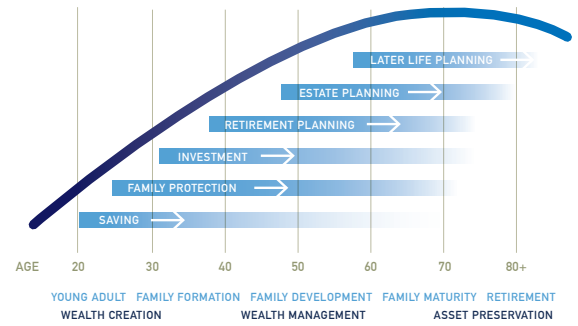 LATER LIFE PLANNING
ESTATE PLANNING
RETIREMENT PLANNING
INVESTMENT
FAMILY PROTECTION
SAVING
AGE 20 30 40 50 60 70 80+
YOUNG ADULT FAMILY FORMATION FAMILY DEVELOPMENT FAMILY MATURITY RETIREMENT
WEALTH CREATION WEALTH MANAGEMENT ASSET PRESERVATION